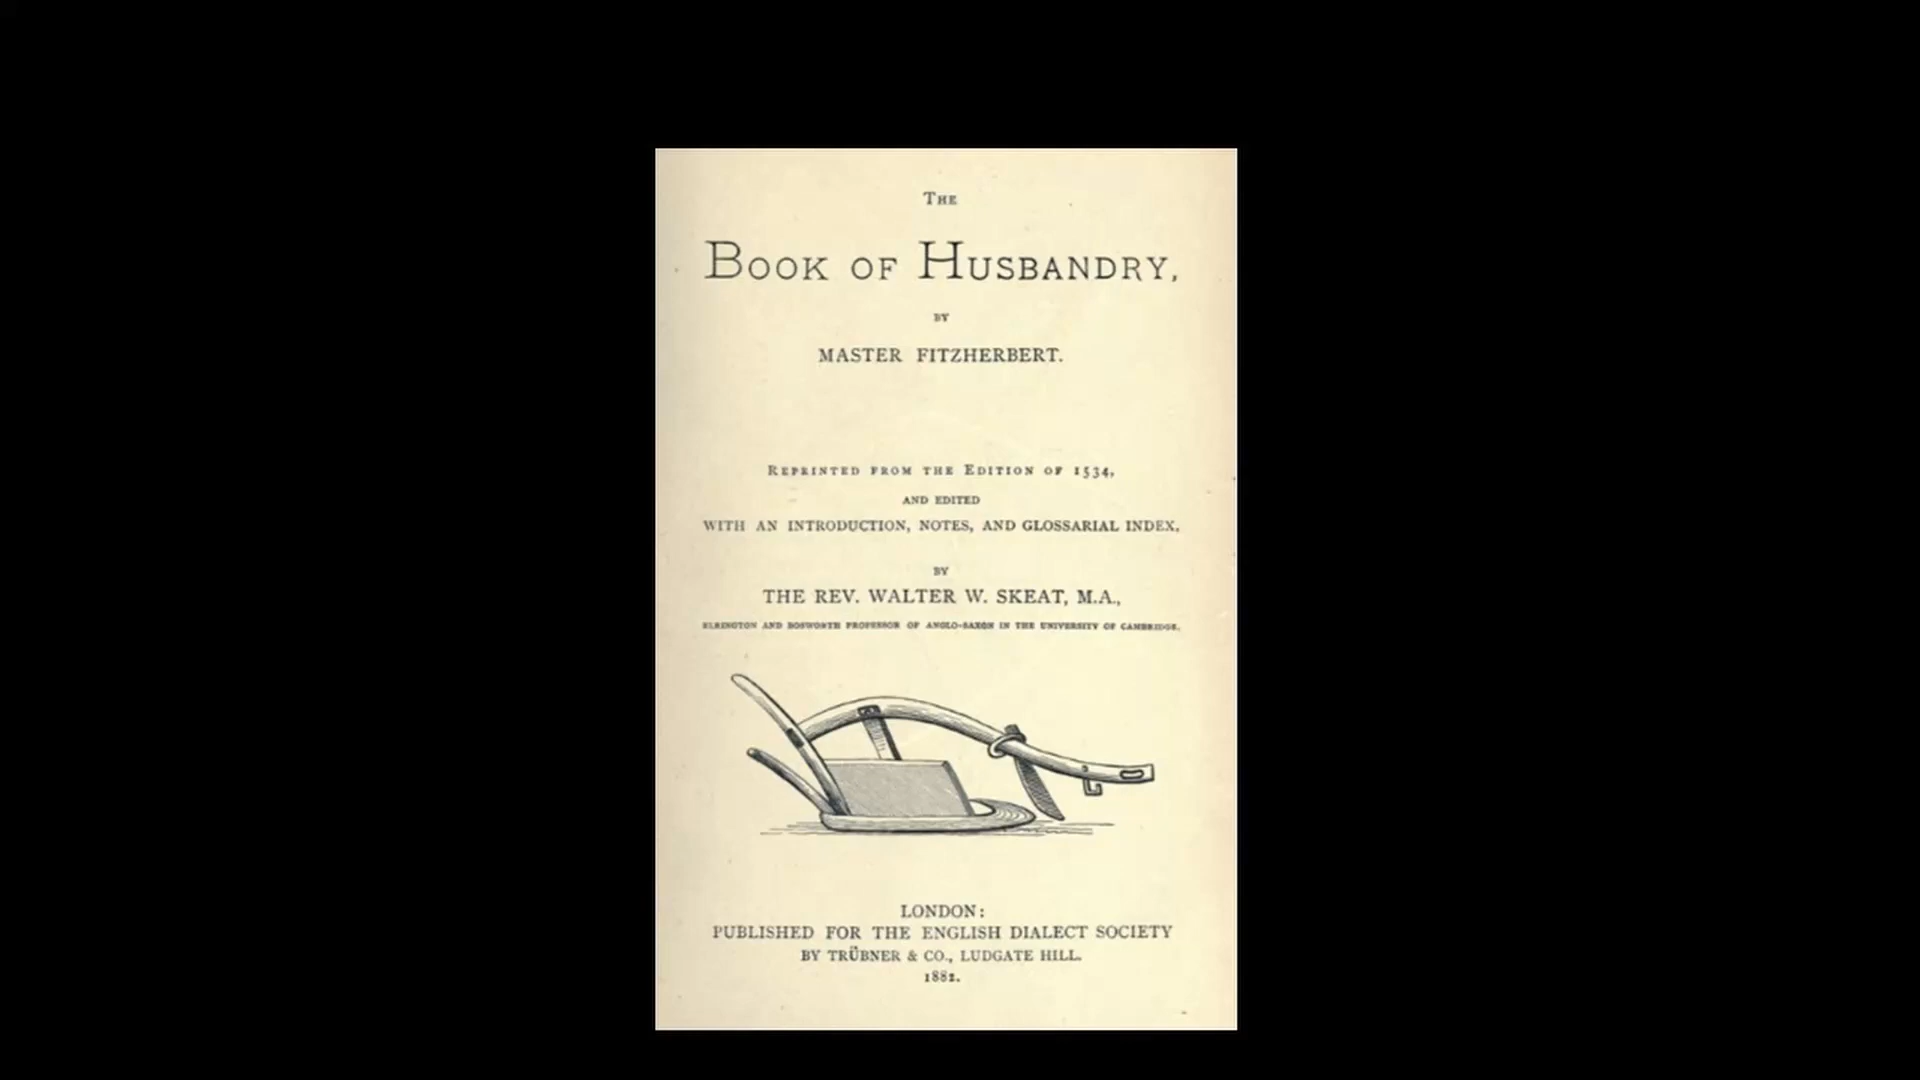 THE
BOOK OF HUSBANDRY,
BY
MASTER FITZHERBERT.
REPRINTED FROM THE EDITION OF 1534,
AND EDITED
WITH AN INTRODUCTION, NOTES, AND GLOSSARIAL INDEX,
BY
THE REV. WALTER W. SKEAT, M.A.,
ELRINGTON AND BOSWORTH PROFESSOR OF ANGLO-SAXON IN THE UNIVERSITY OF CAMBRIDGE.
LONDON:
PUBLISHED FOR THE ENGLISH DIALECT SOCIETY
BY TRÜBNER & CO., LUDGATE HILL.
1882.